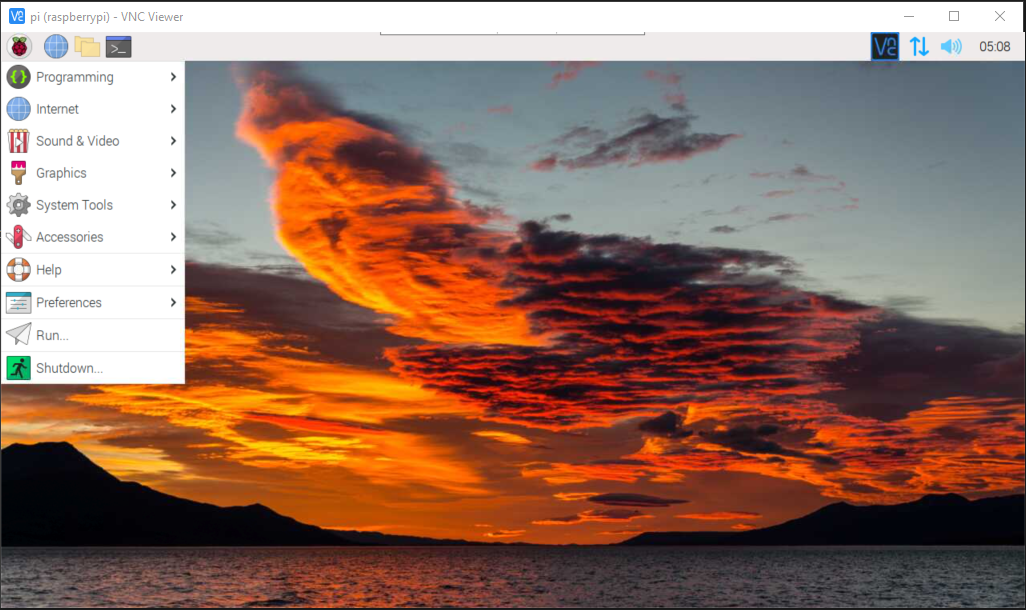 pi (raspberrypi) - VNC Viewer
05:08
Programming
Internet
Sound & Video
Graphics
System Tools
Accessories
Help
Preferences
Run...
Shutdown...